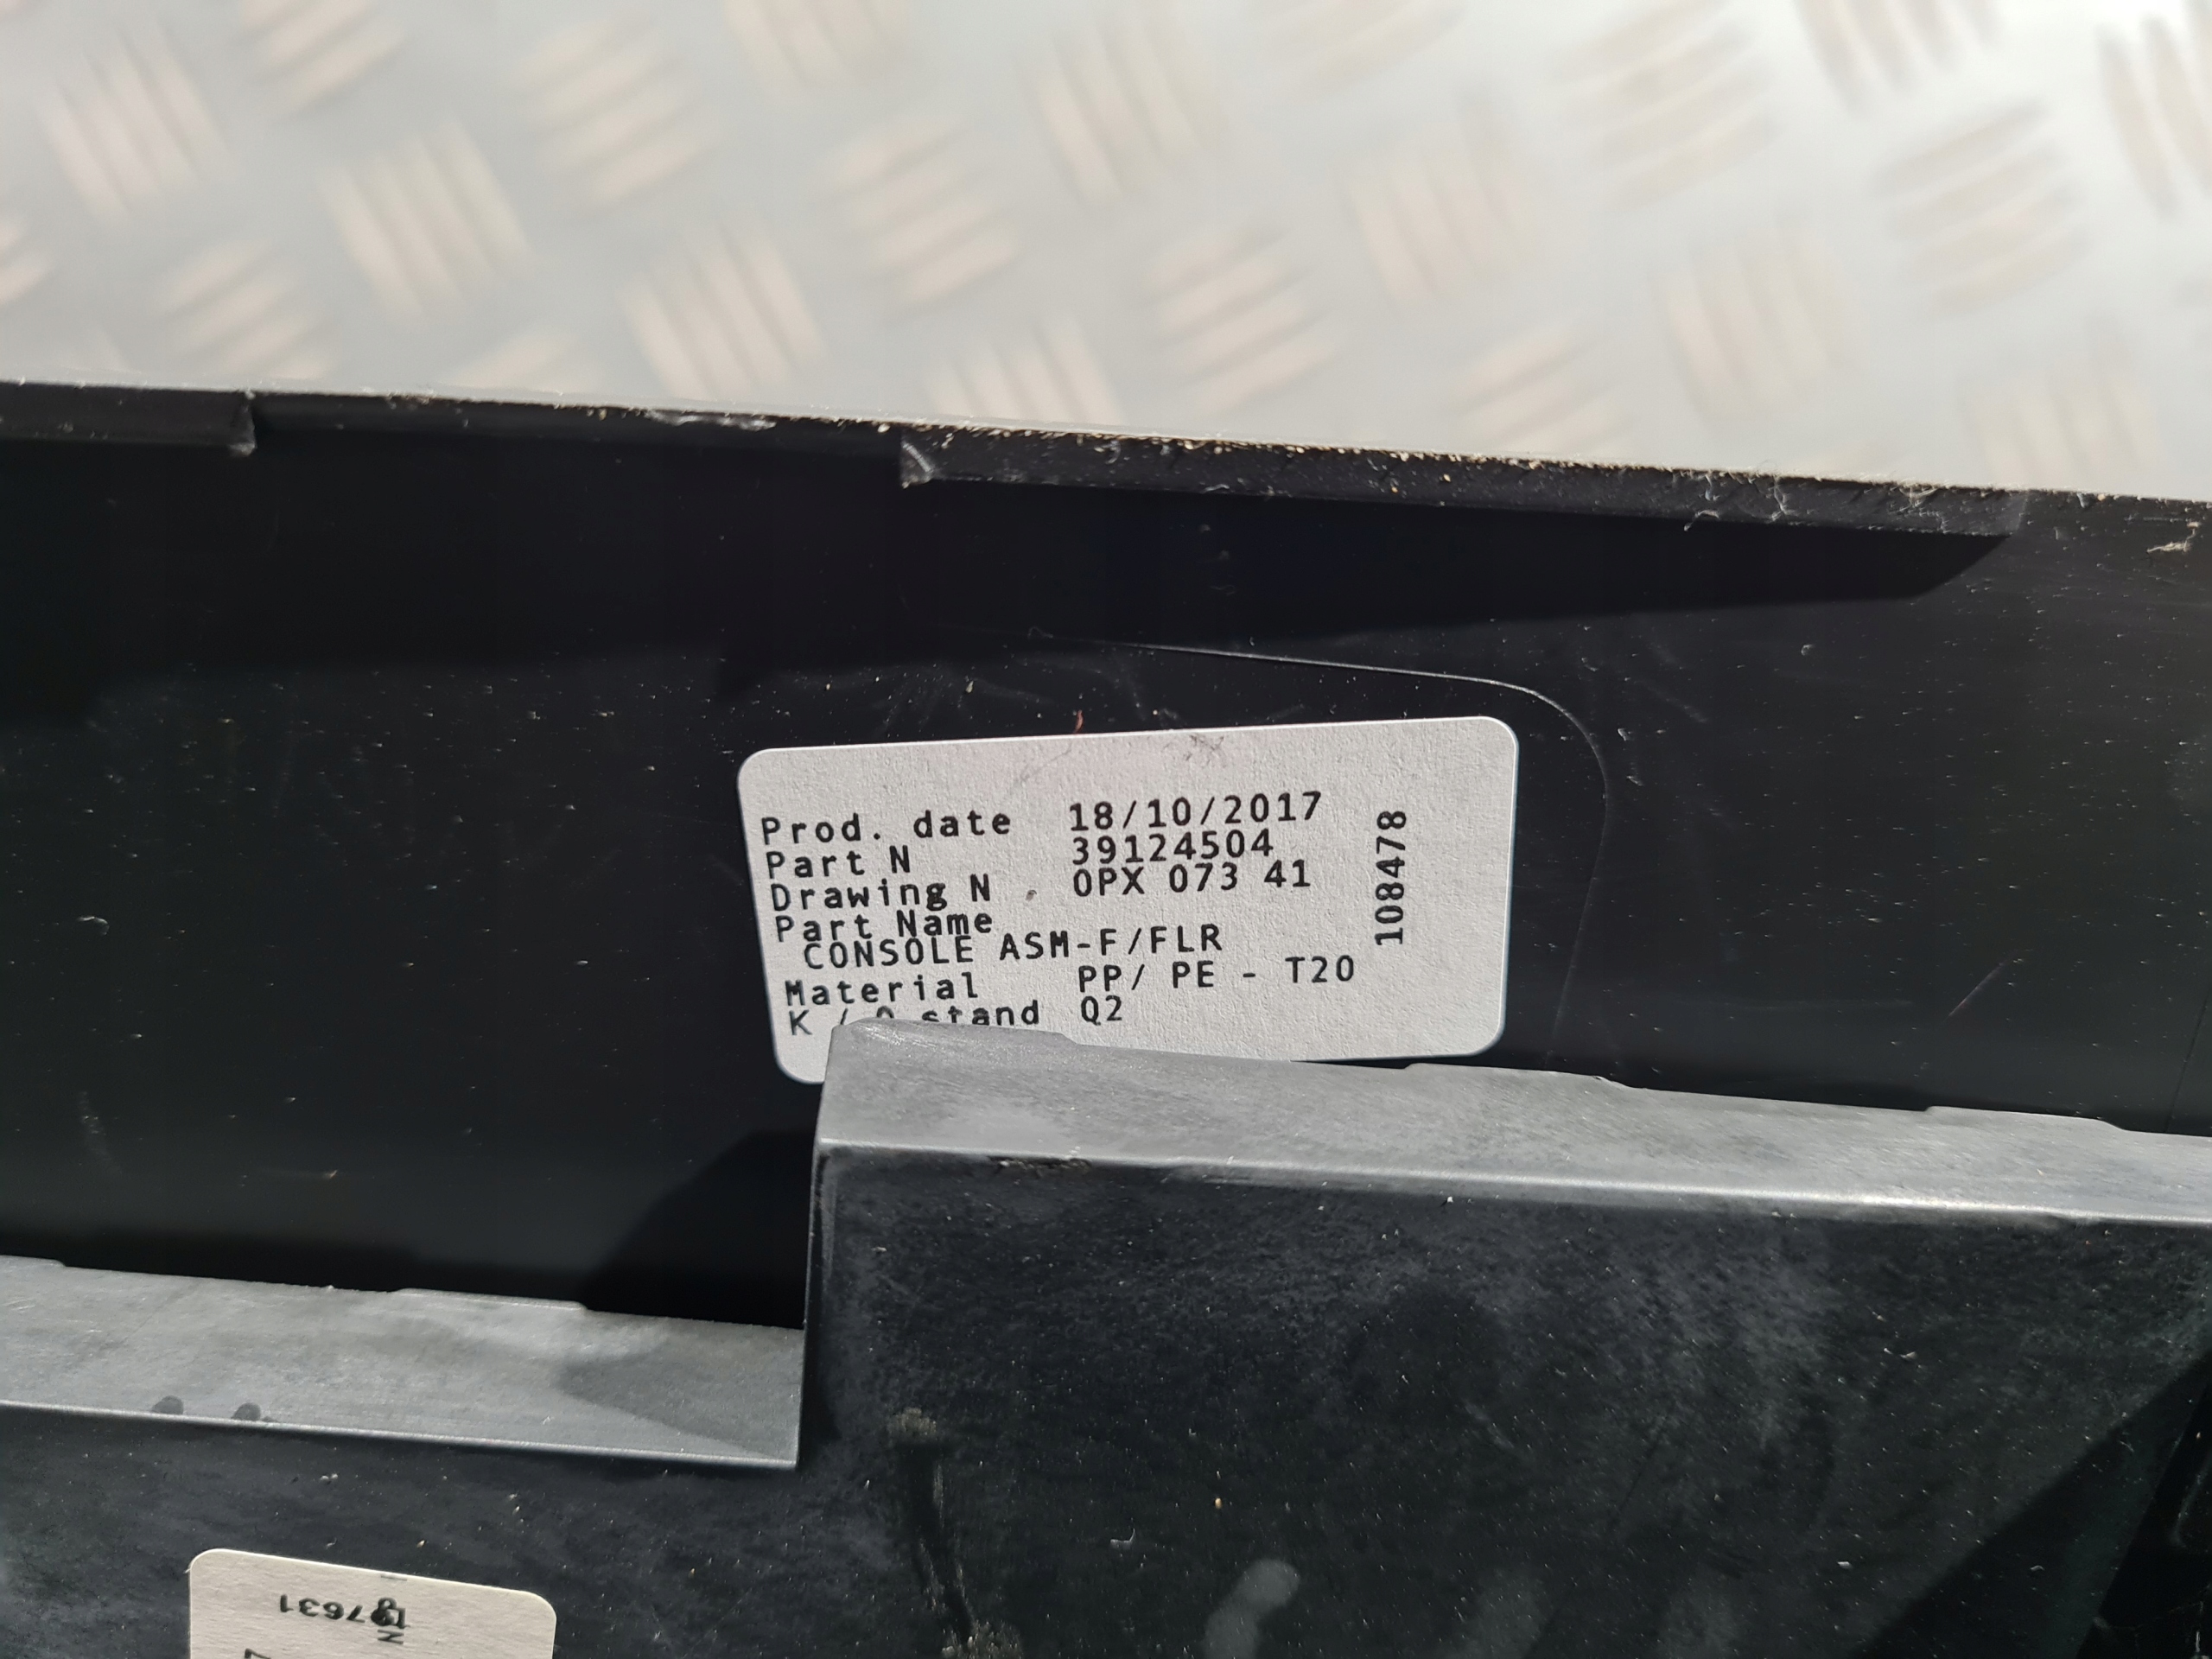 Prod. date 18/10/2017
Part N 39124504
Drawing N . 0PX 073 41
Part Name
CONSOLE ASM-F/FLR
Material PP/ PE - T20
K / Q stand Q2
108478